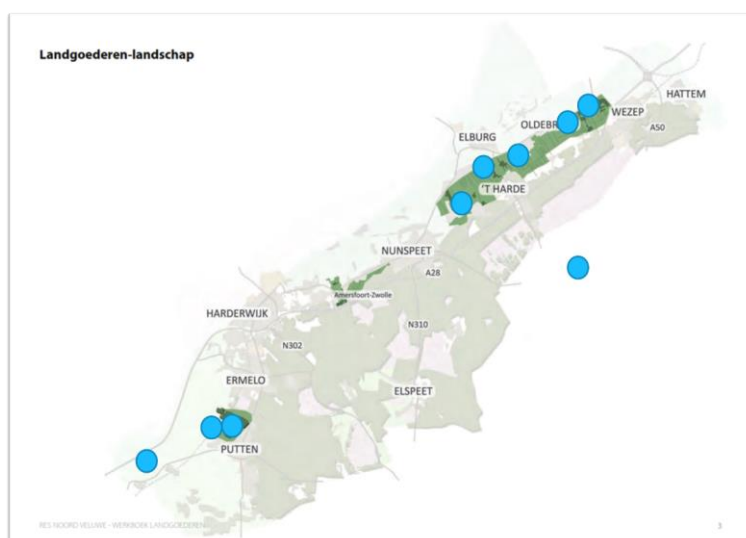 Landgoederen-landschap
HATTEM
WEZEP
OLDEBR
A50
ELBURG
'T HARDE
NUNSPEET
A28
Amersfoort-Zwolle
HARDERWIJK
N310
N302
ERMELO
ELSPEET
PUTTEN
RES NOORD VELUWE - WERKBOEK LANDGOEDEREN
3